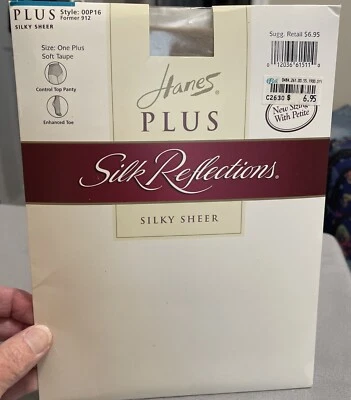 PLUS Style: 00P16
Former 912
SILKY SHEER
Size: One Plus
Soft Taupe
Control Top Panty
Enhanced Toe
Sugg. Retail $6.95
C2630 $ 6.95
New Sizing
With Petite
Hanes®
PLUS
Silk Reflections®
SILKY SHEER